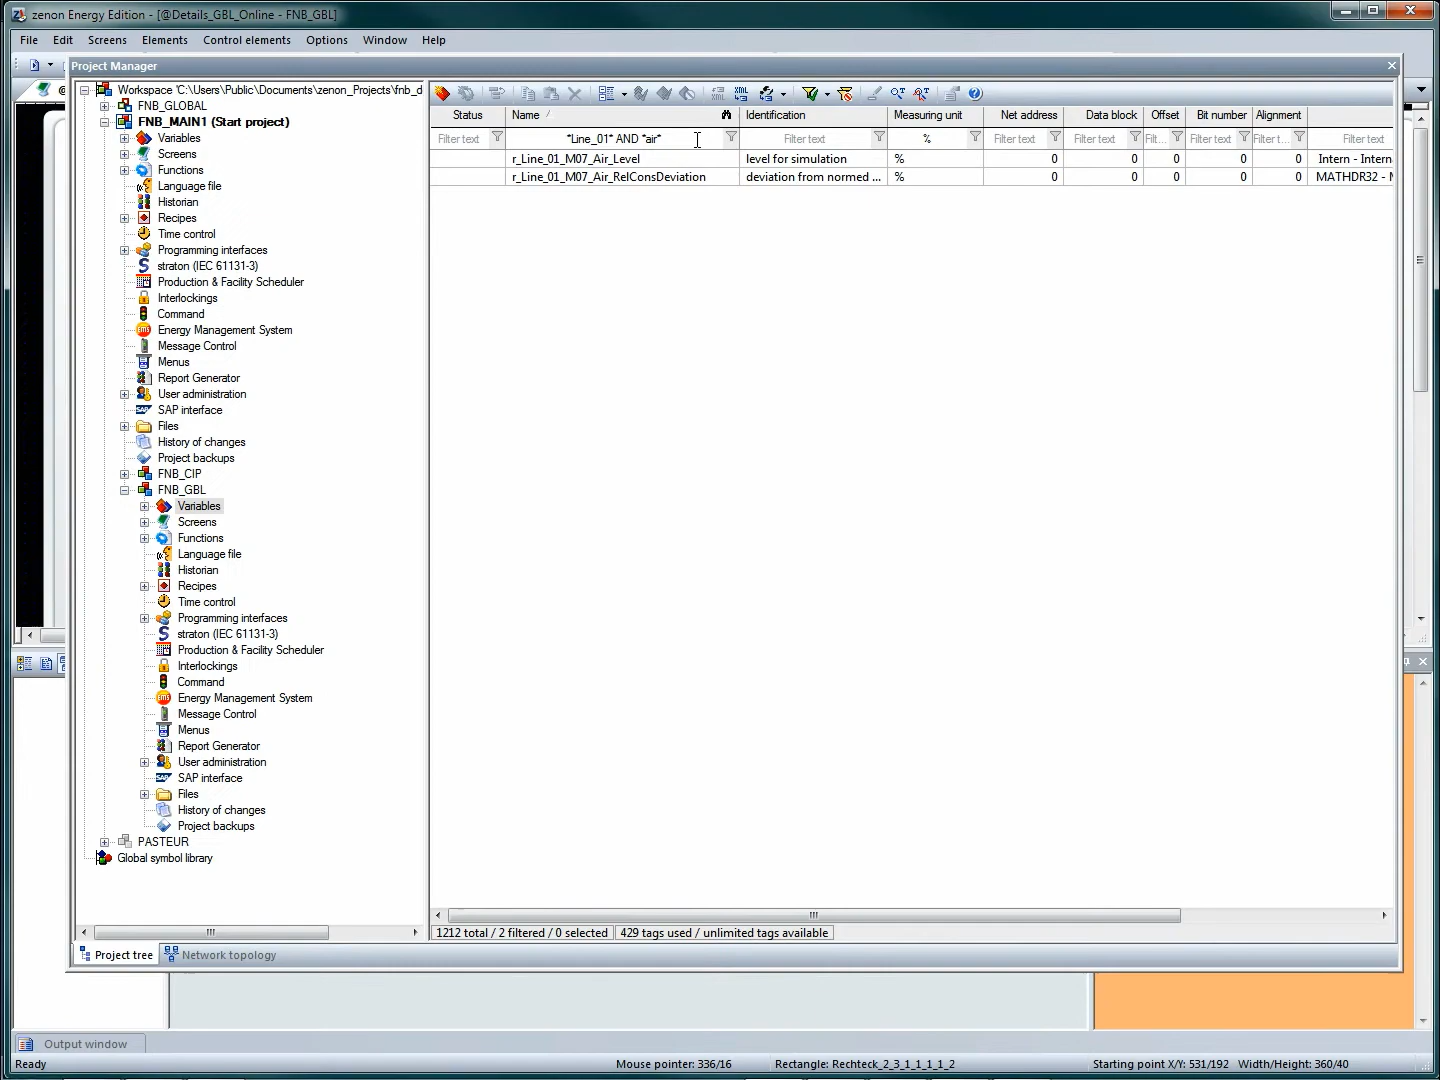 zenon Energy Edition - [@Details_GBL_Online - FNB_GBL]
File Edit Screens Elements Control elements Options Window Help
Project Manager
Workspace 'C:\Users\Public\Documents\zenon_Projects\fnb_d
FNB_GLOBAL
FNB_MAIN1 (Start project)
Variables
Screens
Functions
Language file
Historian
Recipes
Time control
Programming interfaces
straton (IEC 61131-3)
Production & Facility Scheduler
Interlockings
Command
Energy Management System
Message Control
Menus
Report Generator
User administration
SAP interface
Files
History of changes
Project backups
FNB_CIP
FNB_GBL
Variables
Screens
Functions
Language file
Historian
Recipes
Time control
Programming interfaces
straton (IEC 61131-3)
Production & Facility Scheduler
Interlockings
Command
Energy Management System
Message Control
Menus
Report Generator
User administration
SAP interface
Files
History of changes
Project backups
PASTEUR
Global symbol library
Project tree Network topology
Status Name Identification Measuring unit Net address Data block Offset Bit number Alignment
Filter text *Line_01* AND *air* Filter text % Filter text Filter text Filt... Filter text Filter t... Filter text
r_Line_01_M07_Air_Level level for simulation % 0 0 0 0 0 Intern - Intern
r_Line_01_M07_Air_RelConsDeviation deviation from normed ... % 0 0 0 0 0 MATHDR32 - M
1212 total / 2 filtered / 0 selected 429 tags used / unlimited tags available
Output window
Ready Mouse pointer: 336/16 Rectangle: Rechteck_2_3_1_1_1_1_2 Starting point X/Y: 531/192 Width/Height: 360/40